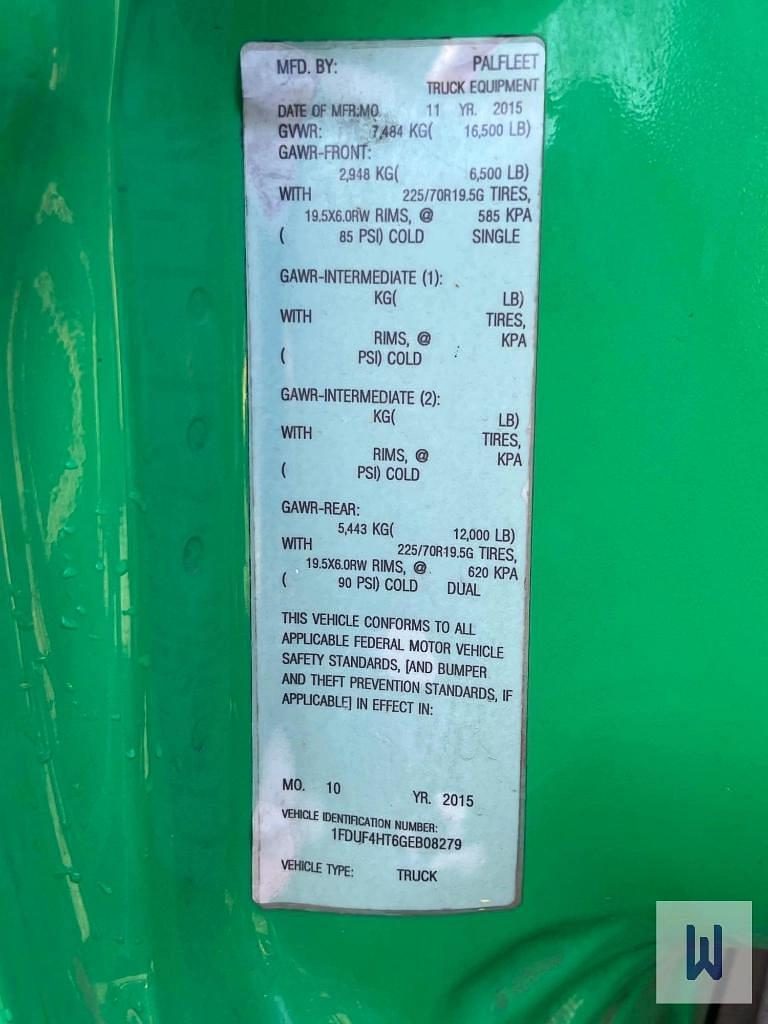 MFD. BY: PALFLEET
TRUCK EQUIPMENT
DATE OF MFR:MO 11 YR. 2015
GVWR: 7,484 KG( 16,500 LB)
GAWR-FRONT:
2,948 KG( 6,500 LB)
WITH 225/70R19.5G TIRES,
19.5X6.0RW RIMS, @ 585 KPA
( 85 PSI) COLD SINGLE
GAWR-INTERMEDIATE (1):
KG( LB)
WITH TIRES,
RIMS, @ KPA
( PSI) COLD
GAWR-INTERMEDIATE (2):
KG( LB)
WITH TIRES,
RIMS, @ KPA
( PSI) COLD
GAWR-REAR:
5,443 KG( 12,000 LB)
WITH 225/70R19.5G TIRES,
19.5X6.0RW RIMS, @ 620 KPA
( 90 PSI) COLD DUAL
THIS VEHICLE CONFORMS TO ALL
APPLICABLE FEDERAL MOTOR VEHICLE
SAFETY STANDARDS, [AND BUMPER
AND THEFT PREVENTION STANDARDS, IF
APPLICABLE] IN EFFECT IN:
MO. 10 YR. 2015
VEHICLE IDENTIFICATION NUMBER:
1FDUF4HT6GEB08279
VEHICLE TYPE: TRUCK
W